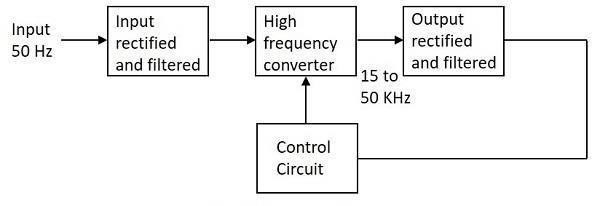 Input
50 Hz
Input
rectified
and filtered
High
frequency
converter
15 to
50 KHz
Output
rectified
and filtered
Control
Circuit